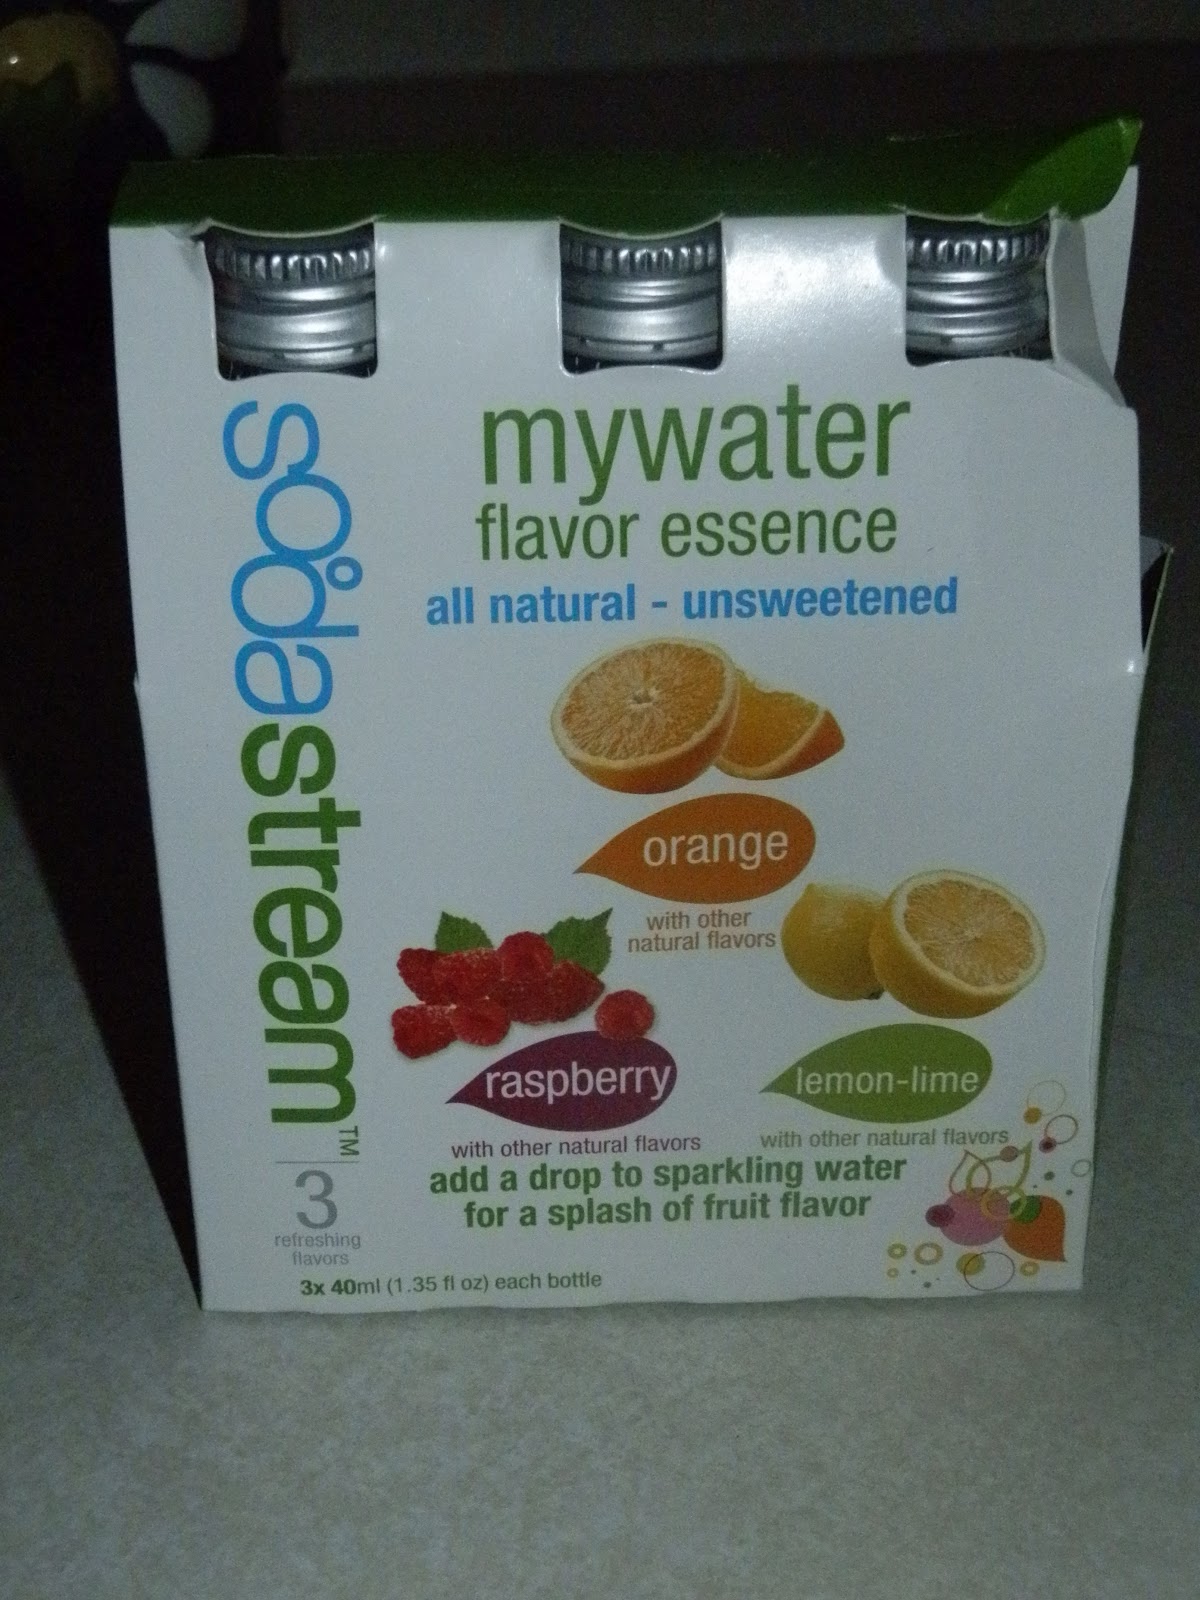 sodastream™
mywater
flavor essence
all natural - unsweetened
orange
with other
natural flavors
raspberry
with other natural flavors
lemon-lime
with other natural flavors
add a drop to sparkling water
for a splash of fruit flavor
3
refreshing
flavors
3x 40ml (1.35 fl oz) each bottle